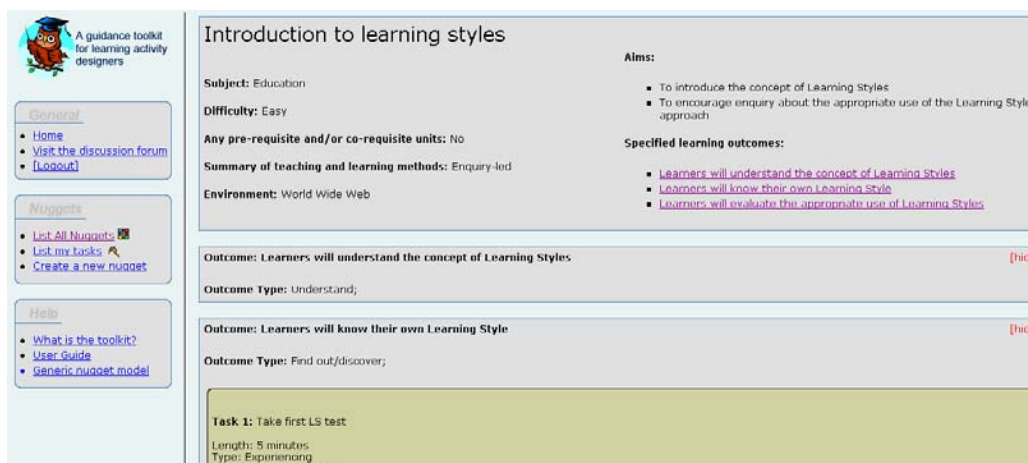 A guidance toolkit
for learning activity
designers
General
Home
Visit the discussion forum
[Logout]
Nuggets
List All Nuggets
List my tasks
Create a new nugget
Help
What is the toolkit?
User Guide
Generic nugget model
Introduction to learning styles
Subject: Education
Difficulty: Easy
Any pre-requisite and/or co-requisite units: No
Summary of teaching and learning methods: Enquiry-led
Environment: World Wide Web
Aims:
To introduce the concept of Learning Styles
To encourage enquiry about the appropriate use of the Learning Style
approach
Specified learning outcomes:
Learners will understand the concept of Learning Styles
Learners will know their own Learning Style
Learners will evaluate the appropriate use of Learning Styles
Outcome: Learners will understand the concept of Learning Styles [hid
Outcome Type: Understand;
Outcome: Learners will know their own Learning Style [hid
Outcome Type: Find out/discover;
Task 1: Take first LS test
Length: 5 minutes
Type: Experiencing